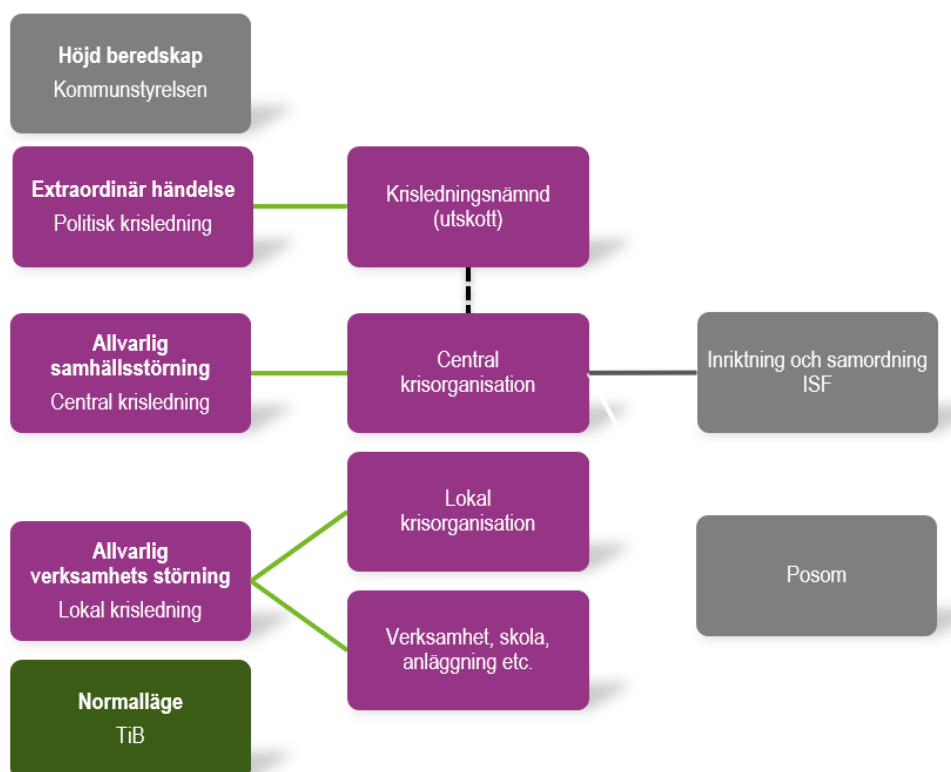 Höjd beredskap
Kommunstyrelsen
Extraordinär händelse
Politisk krisledning
Krisledningsnämnd
(utskott)
Allvarlig
samhällsstörning
Central krisledning
Central
krisorganisation
Inriktning och samordning
ISF
Allvarlig
verksamhets störning
Lokal krisledning
Lokal
krisorganisation
Verksamhet, skola,
anläggning etc.
Posom
Normalläge
TiB